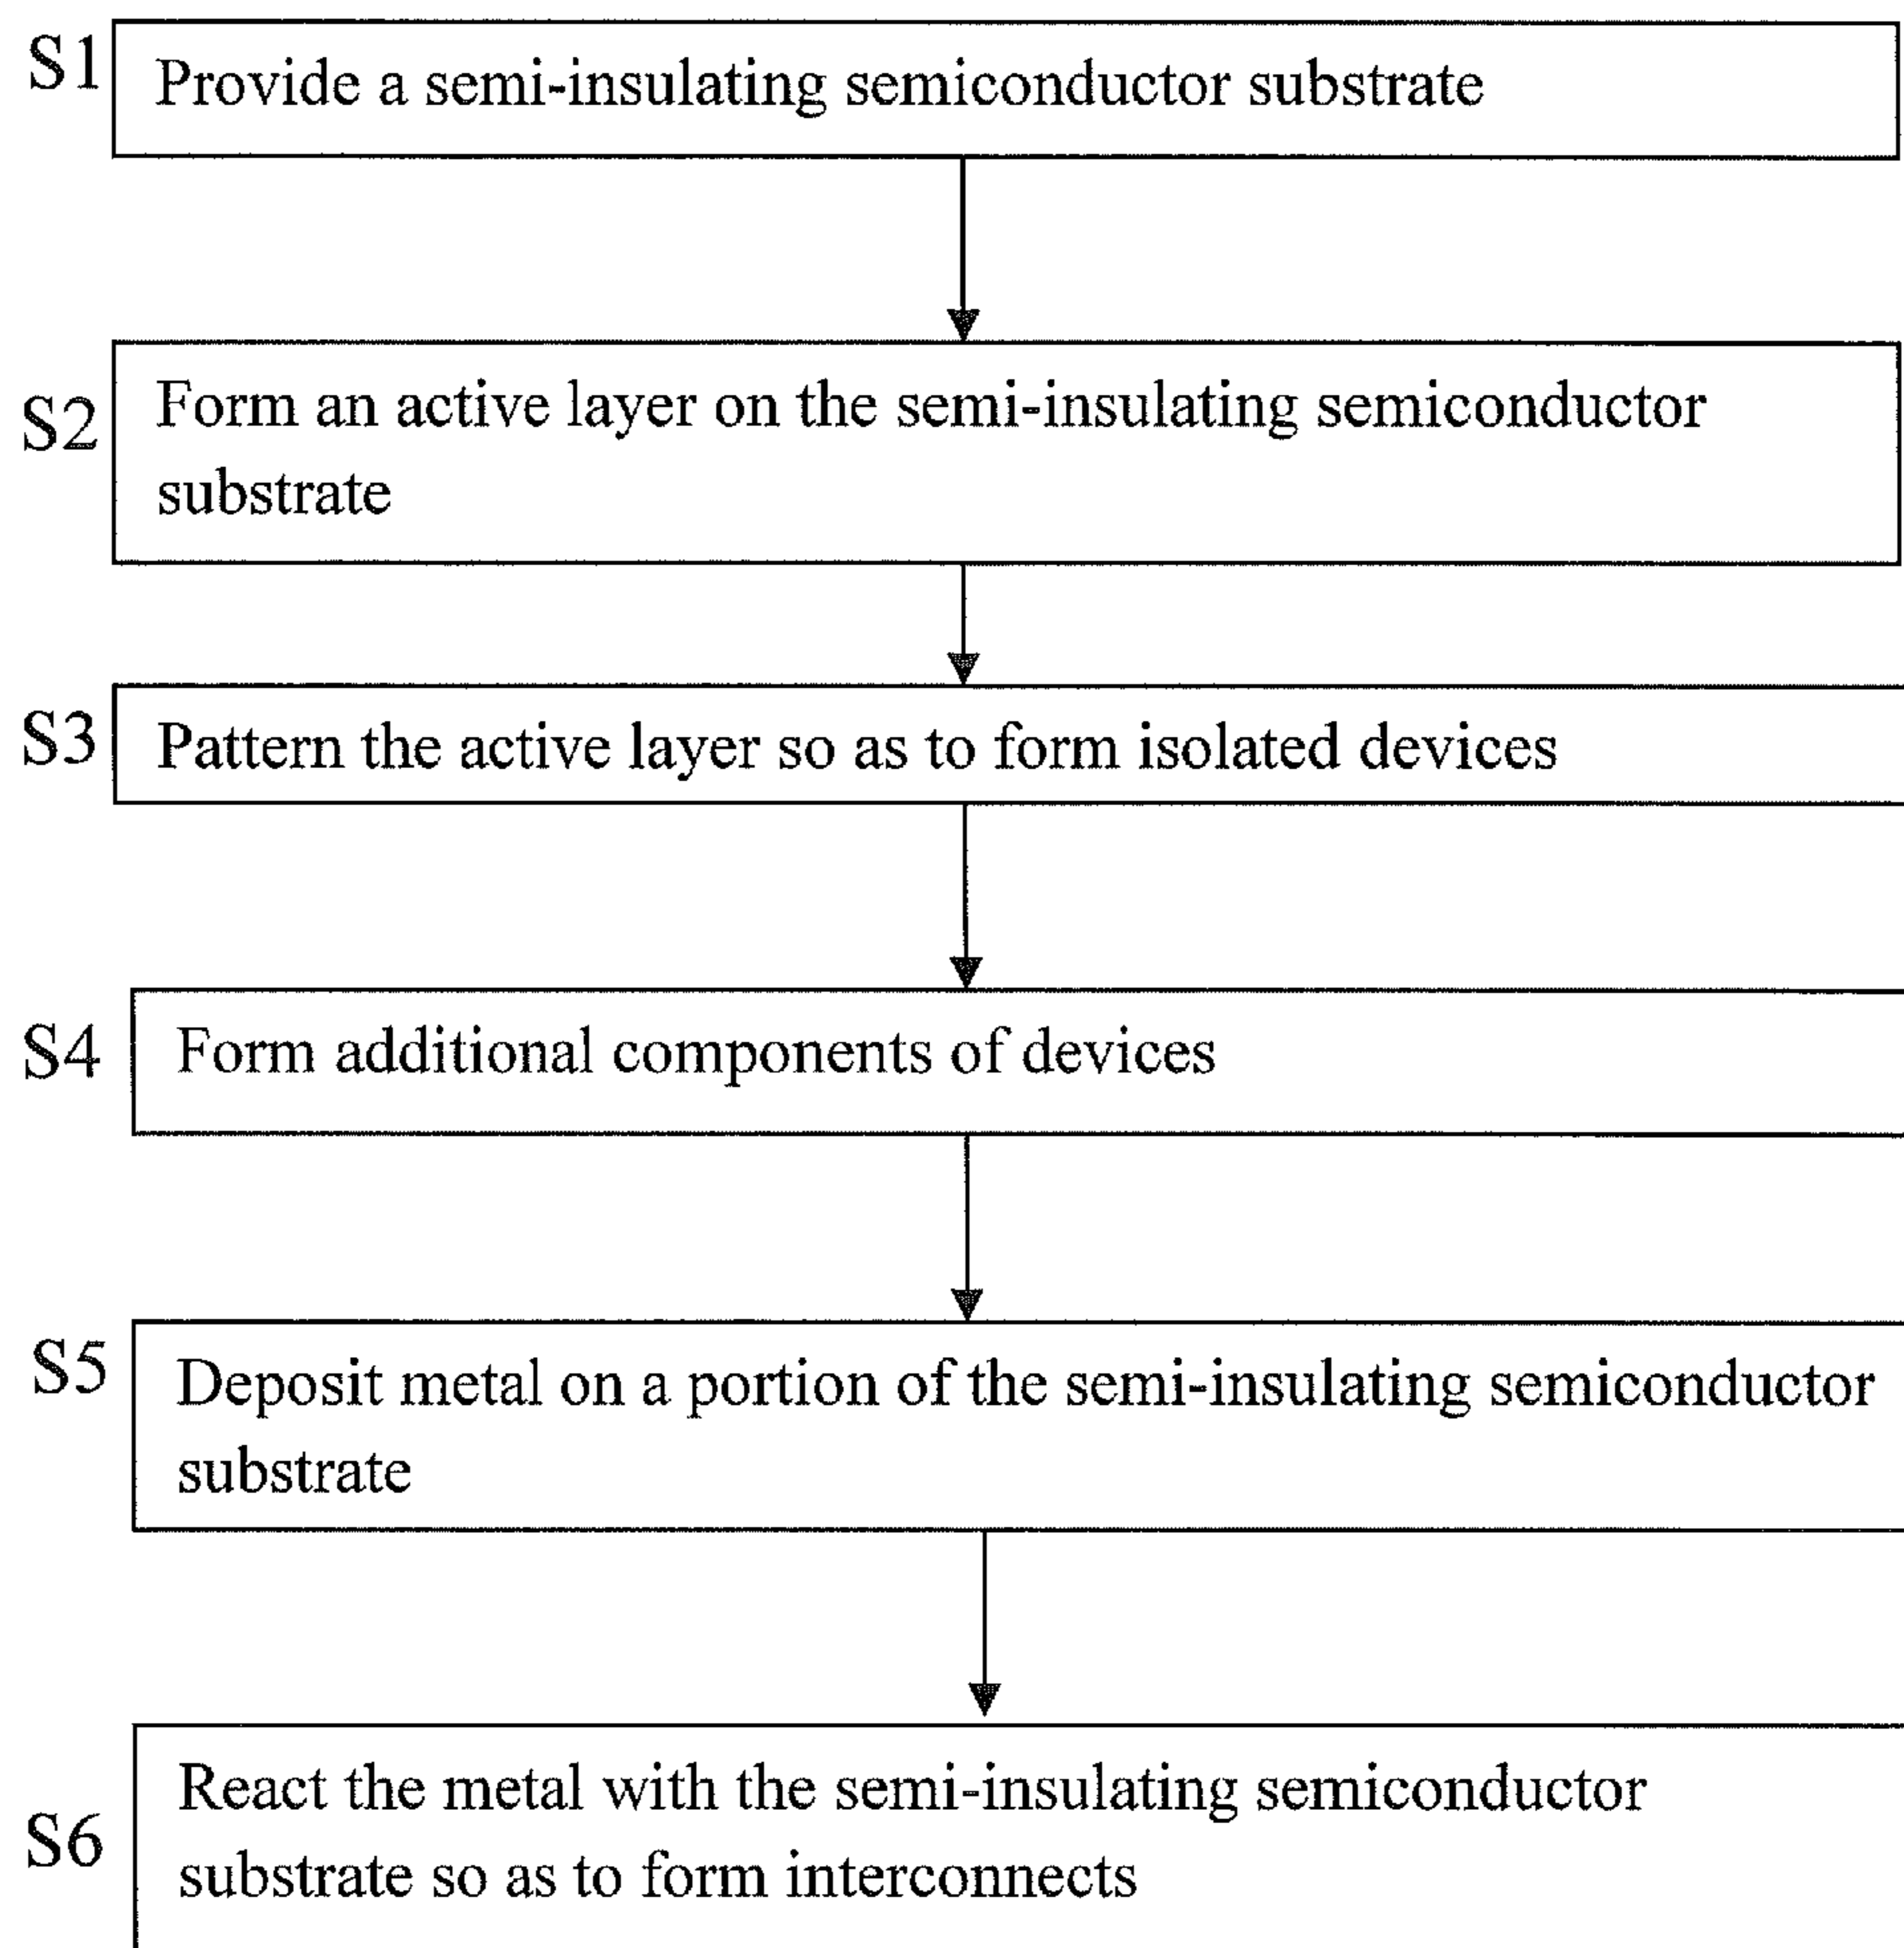 S1
Provide a semi-insulating semiconductor substrate
S2
Form an active layer on the semi-insulating semiconductor
substrate
S3
Pattern the active layer so as to form isolated devices
S4
Form additional components of devices
S5
Deposit metal on a portion of the semi-insulating semiconductor
substrate
S6
React the metal with the semi-insulating semiconductor
substrate so as to form interconnects